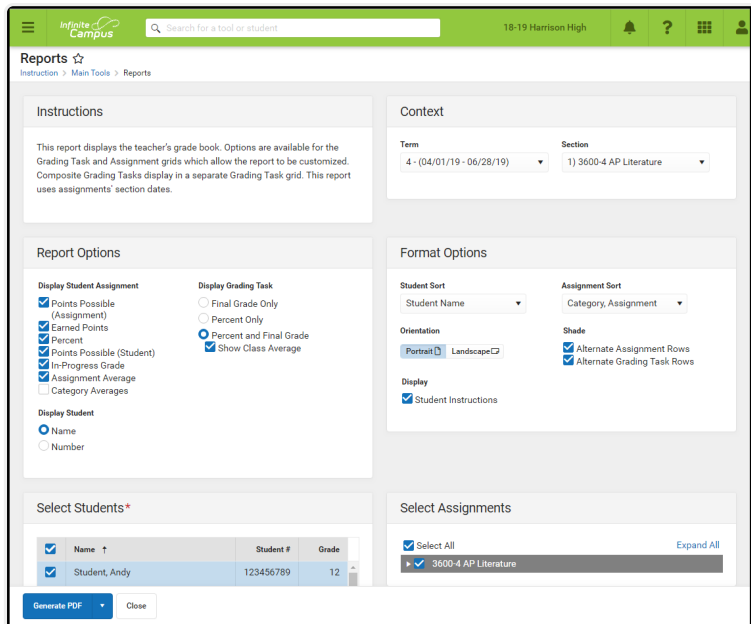 Infinite Campus
Search for a tool or student
18-19 Harrison High
?
Reports
Instruction > Main Tools > Reports
Instructions
This report displays the teacher's grade book. Options are available for the
Grading Task and Assignment grids which allow the report to be customized.
Composite Grading Tasks display in a separate Grading Task grid. This report
uses assignments' section dates.
Context
Term
4 - (04/01/19 - 06/28/19)
Section
1) 3600-4 AP Literature
Report Options
Display Student Assignment
Points Possible
(Assignment)
Earned Points
Percent
Points Possible (Student)
In-Progress Grade
Assignment Average
Category Averages
Display Student
Name
Number
Display Grading Task
Final Grade Only
Percent Only
Percent and Final Grade
Show Class Average
Format Options
Student Sort
Student Name
Assignment Sort
Category, Assignment
Orientation
Portrait Landscape
Shade
Alternate Assignment Rows
Alternate Grading Task Rows
Display
Student Instructions
Select Students*
Name ↑ Student # Grade
Student, Andy 123456789 12
Select Assignments
Select All Expand All
3600-4 AP Literature
Generate PDF Close